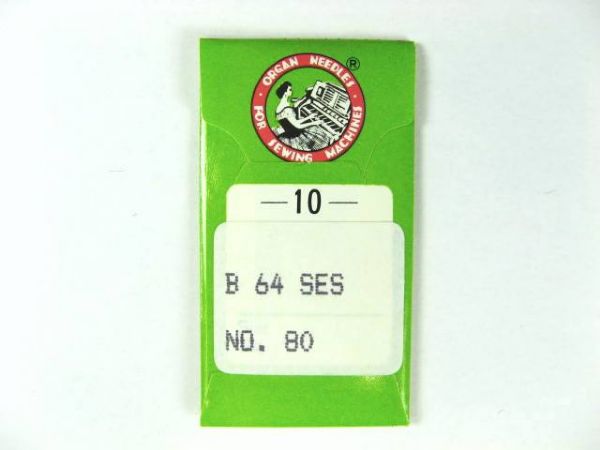 · ORGAN NEEDLES ·
FOR SEWING MACHINES
®
—10—
B 64 SES
NO. 80